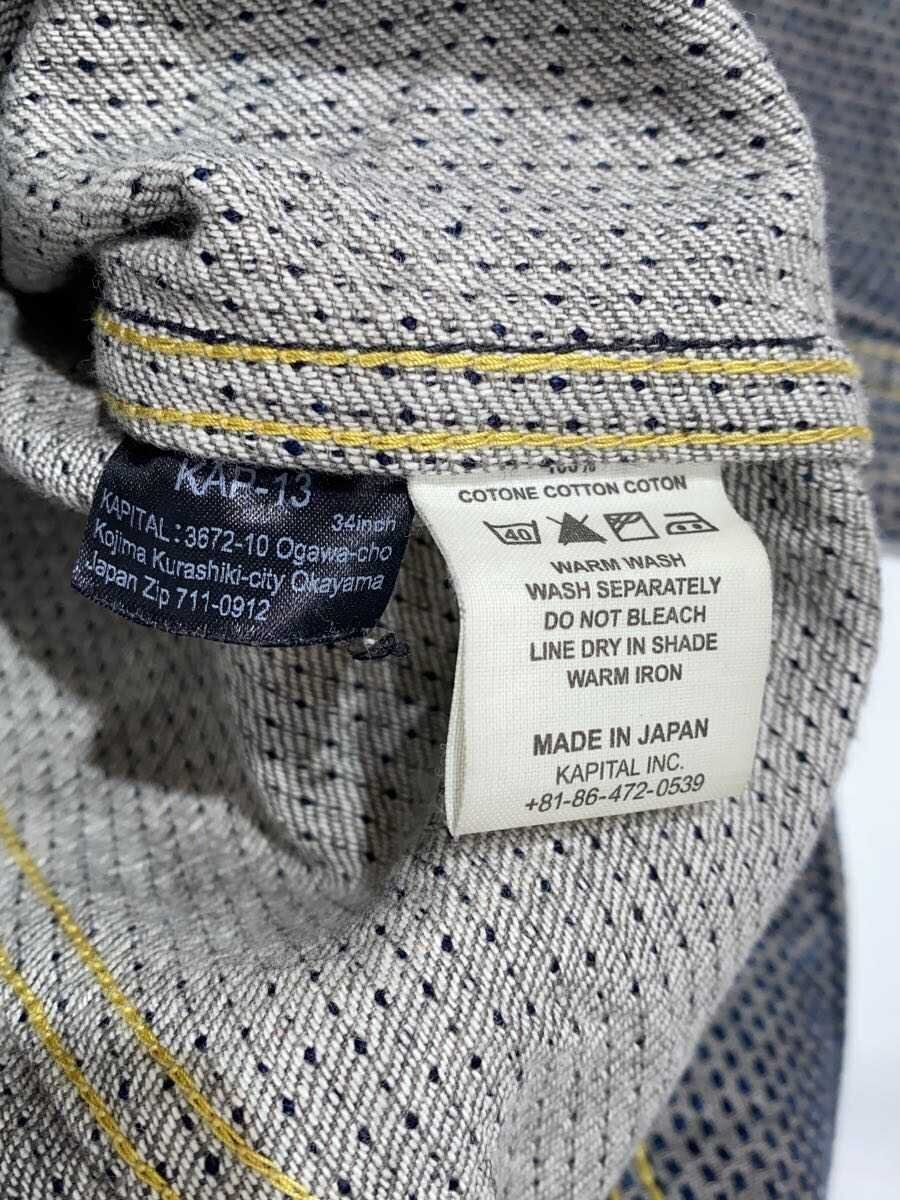 KAP-13
34inch
KAPITAL: 3672-10 Ogawa-cho
Kojima Kurashiki-city Okayama
Japan Zip 711-0912
100%
COTONE COTTON COTON
40
WARM WASH
WASH SEPARATELY
DO NOT BLEACH
LINE DRY IN SHADE
WARM IRON
MADE IN JAPAN
KAPITAL INC.
+81-86-472-0539